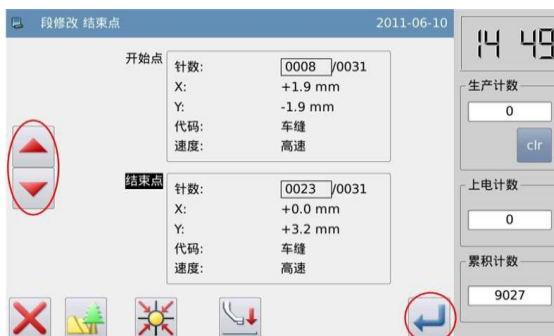 段修改 结束点 2011-06-10
14 49
开始点
针数: 0008 /0031
X: +1.9 mm
Y: -1.9 mm
代码: 车缝
速度: 高速
结束点
针数: 0023 /0031
X: +0.0 mm
Y: +3.2 mm
代码: 车缝
速度: 高速
生产计数
0
clr
上电计数
0
累积计数
9027